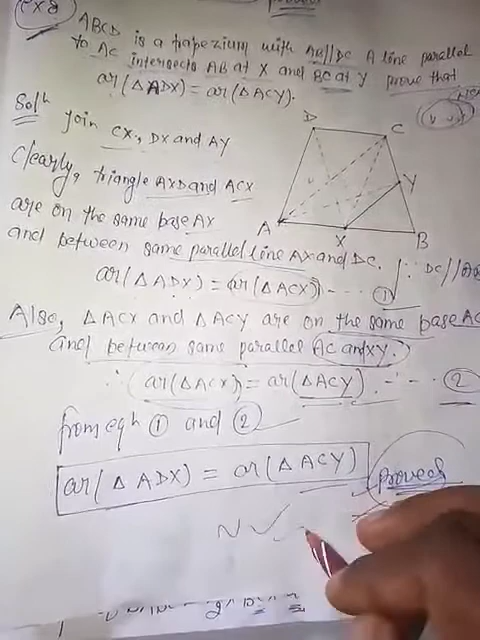 Ex 8
ABCD is a trapezium with AB||DC A line parallel
to AC intersects AB at X and BC at Y prove that
ar(ΔADX) = ar(ΔACY).
Solⁿ Join CX, DX and AY
Clearly, triangle AXD and ACX
are on the same base AX
and between same parallel line AX and DC.
ar(ΔADX) = ar(ΔACX) ---- ①
∵ DC//AB
D
C
Y
A
X
B
Also, ΔACX and ΔACY are on the same base AC
and between same parallel AC and XY.
∴ ar(ΔACX) = ar(ΔACY) ---- ②
from eqⁿ ① and ②
ar(ΔADX) = ar(ΔACY)
Proved